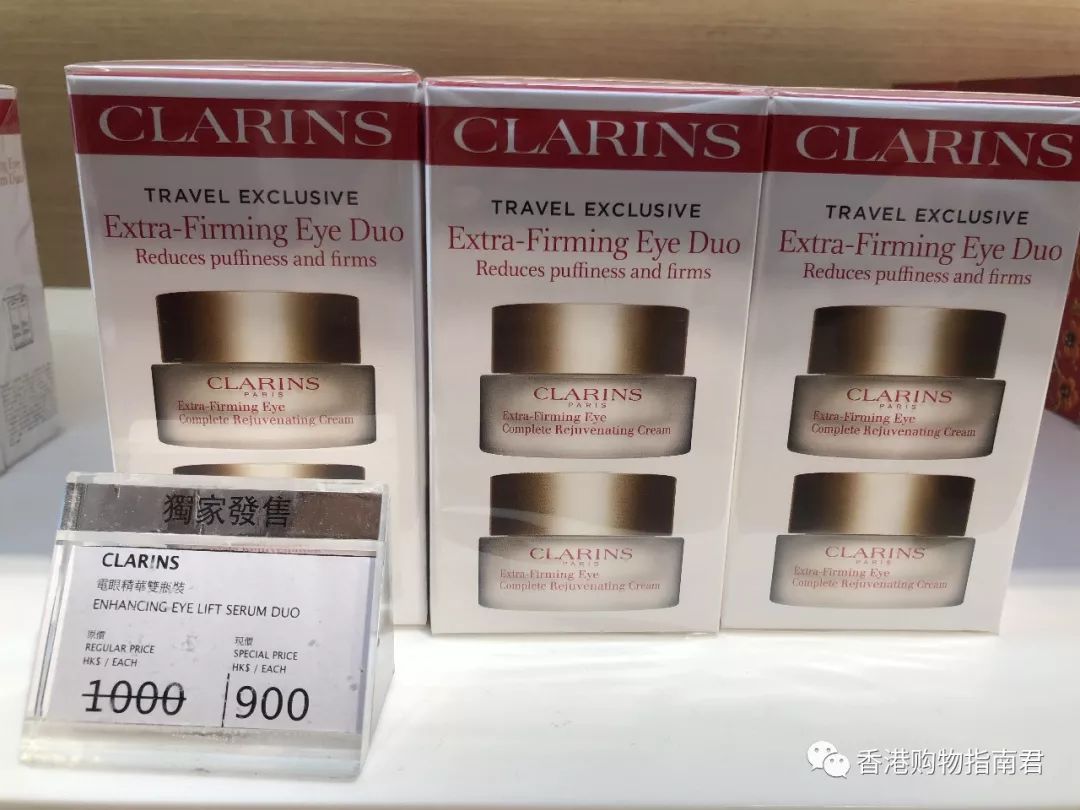 CLARINS
TRAVEL EXCLUSIVE
Extra-Firming Eye Duo
Reduces puffiness and firms
CLARINS
PARIS
Extra-Firming Eye
Complete Rejuvenating Cream
CLARINS
TRAVEL EXCLUSIVE
Extra-Firming Eye Duo
Reduces puffiness and firms
CLARINS
PARIS
Extra-Firming Eye
Complete Rejuvenating Cream
CLARINS
PARIS
Extra-Firming Eye
Complete Rejuvenating Cream
CLARINS
TRAVEL EXCLUSIVE
Extra-Firming Eye Duo
Reduces puffiness and firms
CLARINS
PARIS
Extra-Firming Eye
Complete Rejuvenating Cream
CLARINS
PARIS
Extra-Firming Eye
Complete Rejuvenating Cream
獨家發售
CLARINS
電眼精華雙瓶裝
ENHANCING EYE LIFT SERUM DUO
原價
REGULAR PRICE
HK$ / EACH
1000
現價
SPECIAL PRICE
HK$ / EACH
900
香港购物指南君